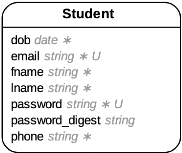 Student
dob date *
email string * U
fname string *
lname string *
password string * U
password_digest string
phone string *